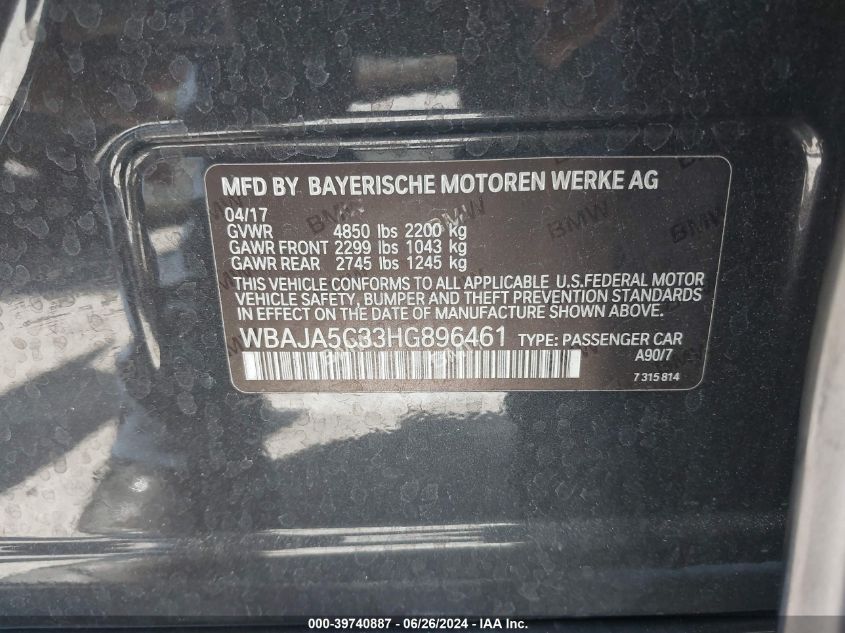 MFD BY BAYERISCHE MOTOREN WERKE AG
04/17
GVWR 4850 lbs 2200 kg
GAWR FRONT 2299 lbs 1043 kg
GAWR REAR 2745 lbs 1245 kg
THIS VEHICLE CONFORMS TO ALL APPLICABLE U.S.FEDERAL MOTOR
VEHICLE SAFETY, BUMPER AND THEFT PREVENTION STANDARDS
IN EFFECT ON THE DATE OF MANUFACTURE SHOWN ABOVE.
WBAJA5C33HG896461 TYPE: PASSENGER CAR
A90/7
7 315 814
000-39740887 - 06/26/2024 - IAA Inc.